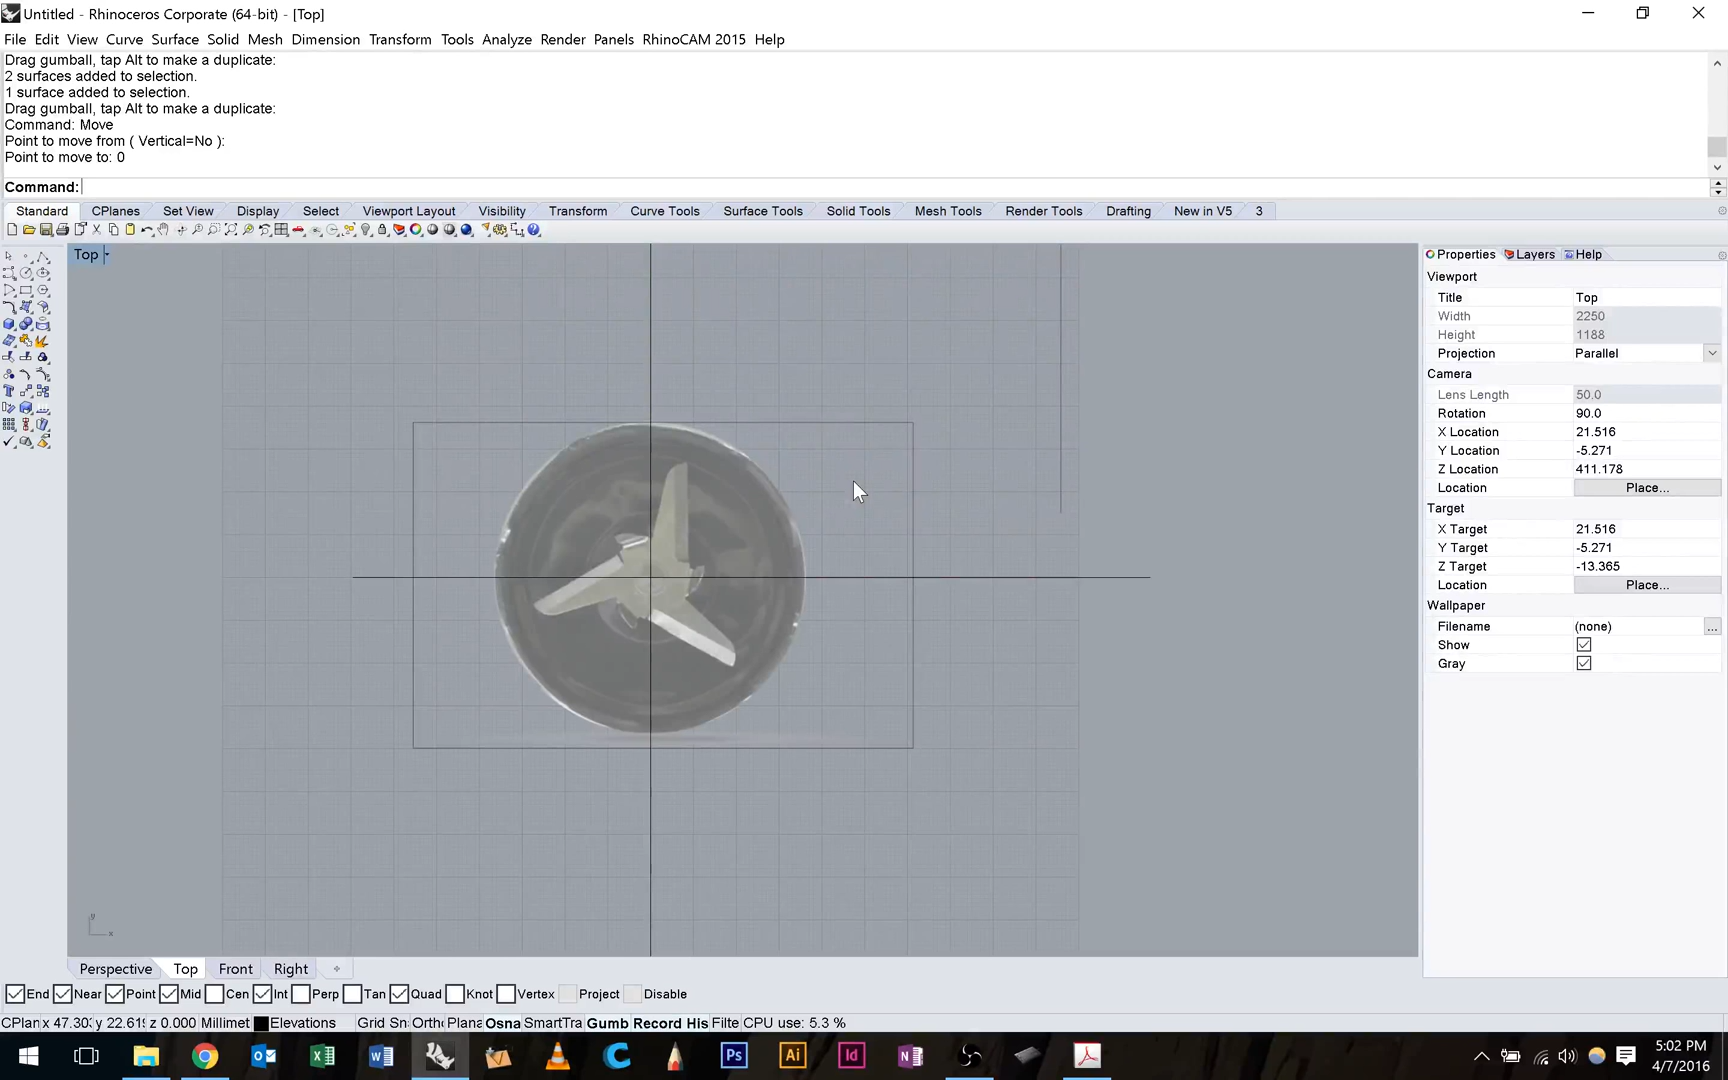 Untitled - Rhinoceros Corporate (64-bit) - [Top]
File Edit View Curve Surface Solid Mesh Dimension Transform Tools Analyze Render Panels RhinoCAM 2015 Help
Drag gumball, tap Alt to make a duplicate:
2 surfaces added to selection.
1 surface added to selection.
Drag gumball, tap Alt to make a duplicate:
Command: Move
Point to move from ( Vertical=No ):
Point to move to: 0
Command:
Standard CPlanes Set View Display Select Viewport Layout Visibility Transform Curve Tools Surface Tools Solid Tools Mesh Tools Render Tools Drafting New in V5 3
Top
Properties Layers Help
Viewport
Title Top
Width 2250
Height 1188
Projection Parallel
Camera
Lens Length 50.0
Rotation 90.0
X Location 21.516
Y Location -5.271
Z Location 411.178
Location Place...
Target
X Target 21.516
Y Target -5.271
Z Target -13.365
Location Place...
Wallpaper
Filename (none) ...
Show
Gray
y
x
Perspective Top Front Right
End Near Point Mid Cen Int Perp Tan Quad Knot Vertex Project Disable
CPlan x 47.303 y 22.619 z 0.000 Millimet Elevations Grid Sn Orth Plana Osna SmartTra Gumb Record His Filte CPU use: 5.3 %
Ps Ai Id
5:02 PM
4/7/2016